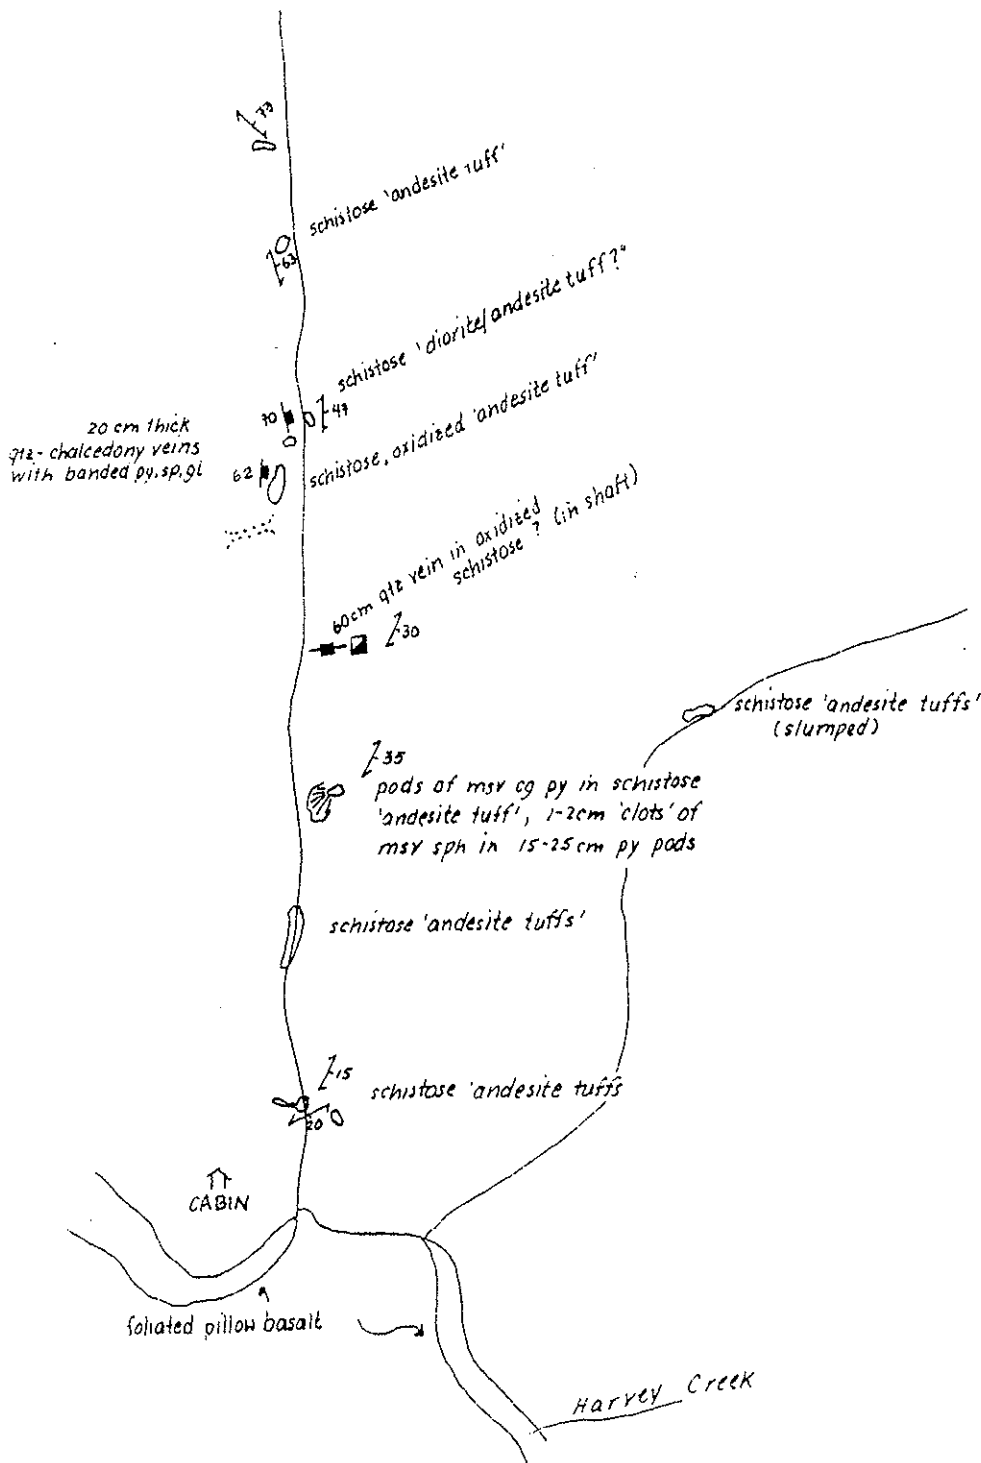 73
schistose 'andesite tuff'
63
schistose 'diorite/andesite tuff?"
70
47
20 cm thick
qtz-chalcedony veins
with banded py, sp, gl
schistose, oxidized 'andesite tuff'
62
60cm qtz vein in oxidized
schistose ? (in shaft)
30
schistose 'andesite tuffs'
(slumped)
35
pods of msv cg py in schistose
'andesite tuff', 1-2cm 'clots' of
msv sph in 15-25cm py pods
schistose 'andesite tuffs'
15
schistose 'andesite tuffs
20
CABIN
foliated pillow basalt
Harvey Creek